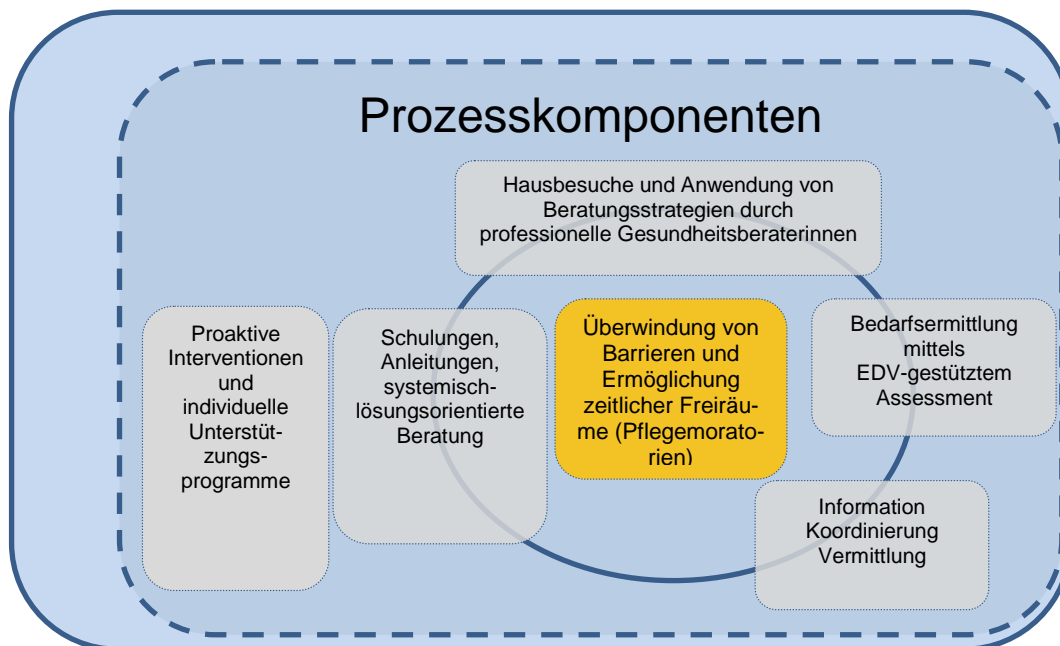 Prozesskomponenten
Hausbesuche und Anwendung von
Beratungsstrategien durch
professionelle Gesundheitsberaterinnen
Proaktive
Interventionen
und
individuelle
Unterstüt-
zungs-
programme
Schulungen,
Anleitungen,
systemisch-
lösungsorientierte
Beratung
Überwindung von
Barrieren und
Ermöglichung
zeitlicher Freiräu-
me (Pflegemorato-
rien)
Bedarfsermittlung
mittels
EDV-gestütztem
Assessment
Information
Koordinierung
Vermittlung